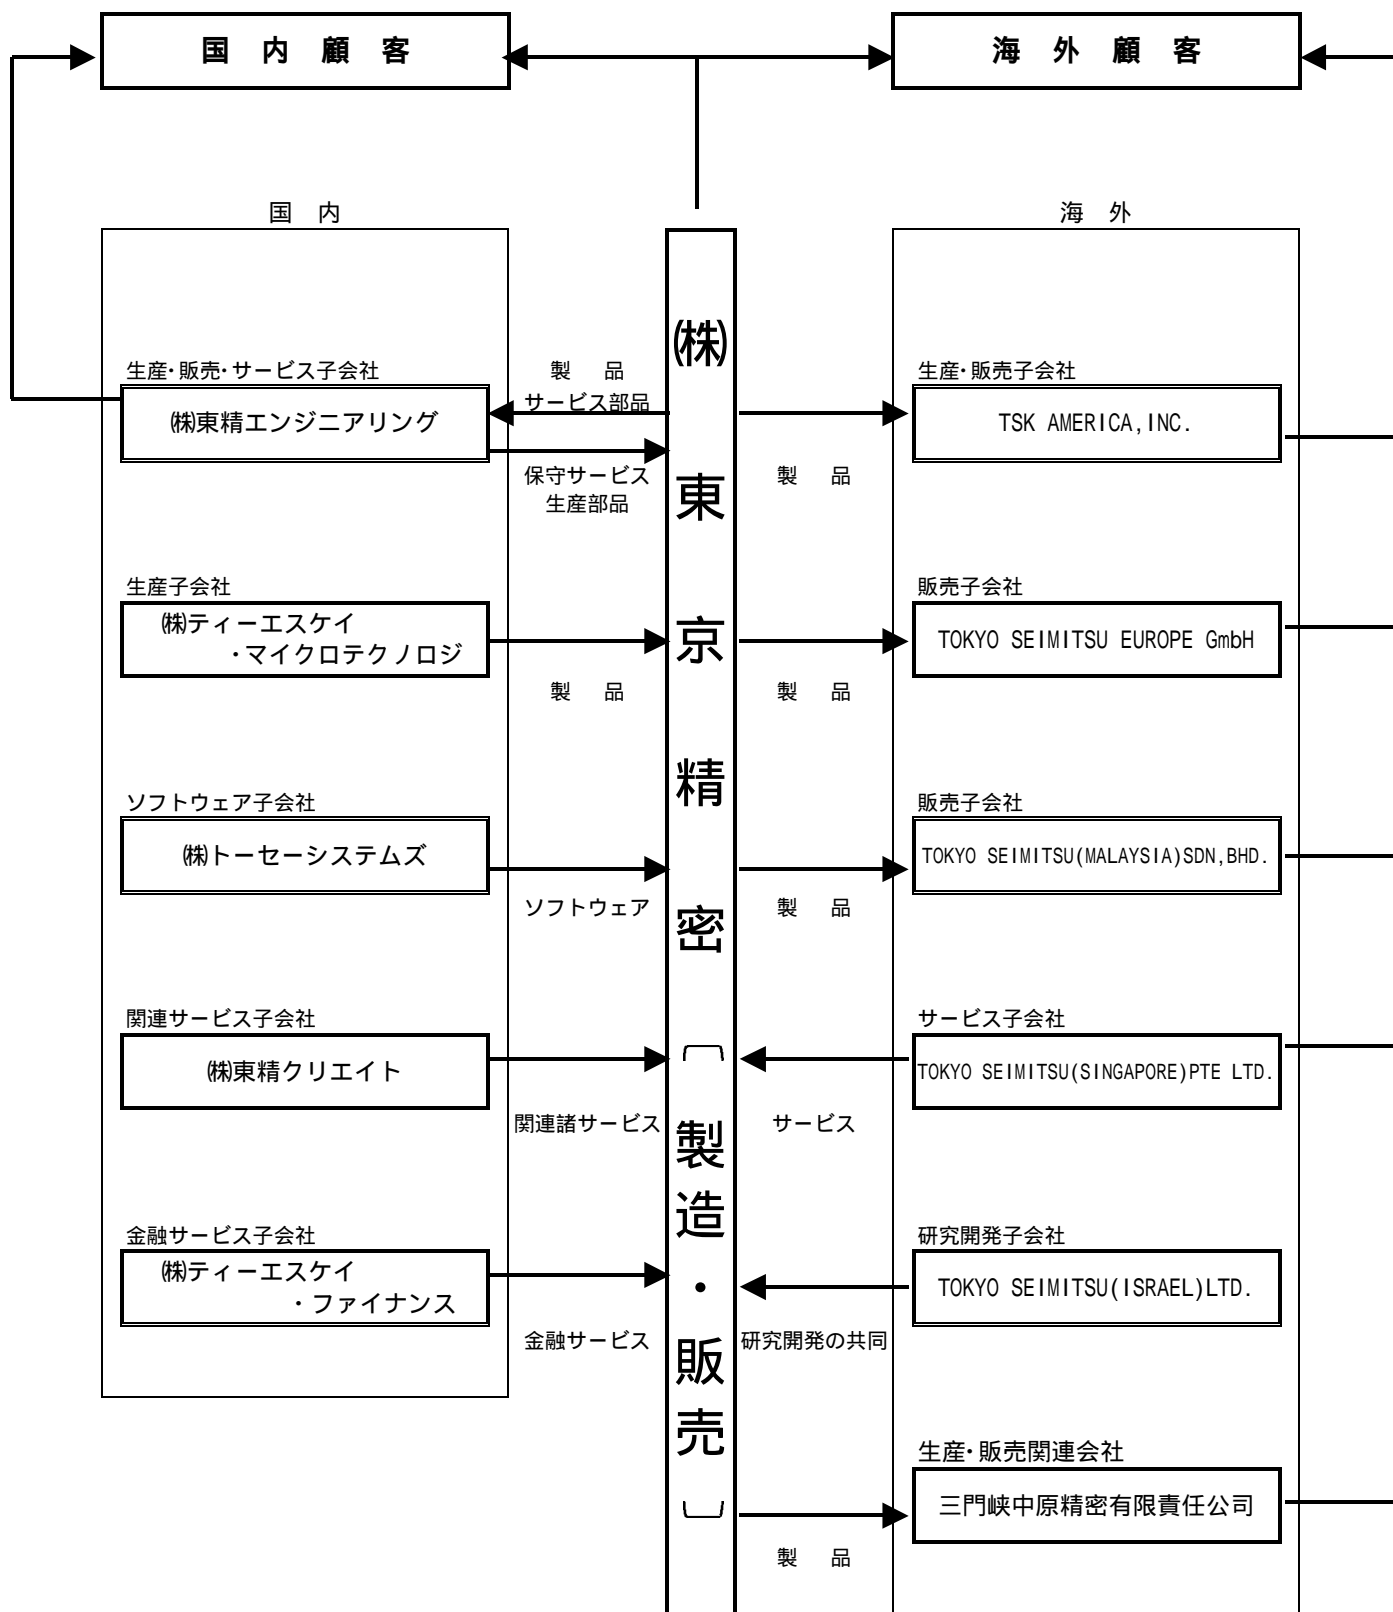 国 内 顧 客
海 外 顧 客
国 内
海 外
生産・販売・サービス子会社
㈱東精エンジニアリング
製 品
サービス部品
保守サービス
生産部品
生産子会社
㈱ティーエスケイ
・マイクロテクノロジ
製 品
ソフトウェア子会社
㈱トーセーシステムズ
ソフトウェア
関連サービス子会社
㈱東精クリエイト
関連諸サービス
金融サービス子会社
㈱ティーエスケイ
・ファイナンス
金融サービス
㈱東京精密〔製造・販売〕
生産・販売子会社
TSK AMERICA,INC.
製 品
販売子会社
TOKYO SEIMITSU EUROPE GmbH
製 品
販売子会社
TOKYO SEIMITSU(MALAYSIA)SDN,BHD.
製 品
サービス子会社
TOKYO SEIMITSU(SINGAPORE)PTE LTD.
サービス
研究開発子会社
TOKYO SEIMITSU(ISRAEL)LTD.
研究開発の共同
生産・販売関連会社
三門峡中原精密有限責任公司
製 品